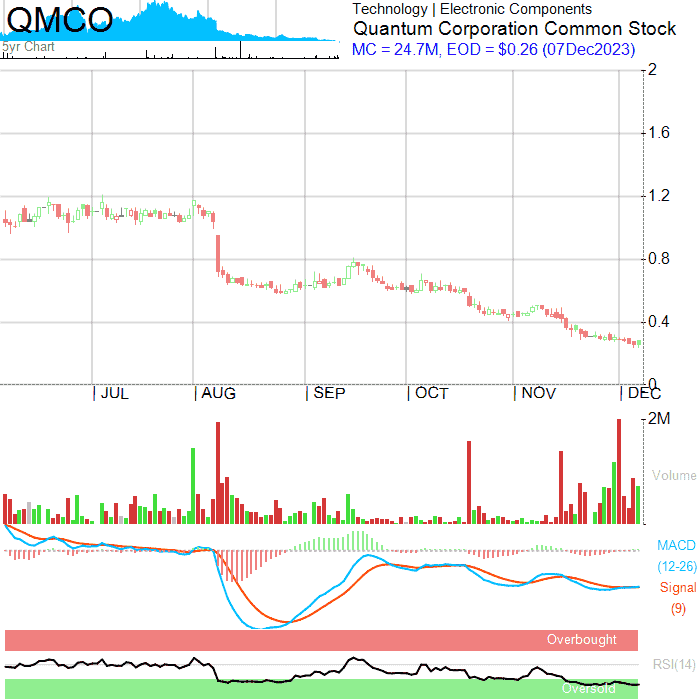 QMCO
5yr Chart
Technology | Electronic Components
Quantum Corporation Common Stock
MC = 24.7M, EOD = $0.26 (07Dec2023)
2
1.6
1.2
0.8
0.4
0
JUL
AUG
SEP
OCT
NOV
DEC
2M
Volume
MACD
(12-26)
Signal
(9)
Overbought
RSI(14)
Oversold